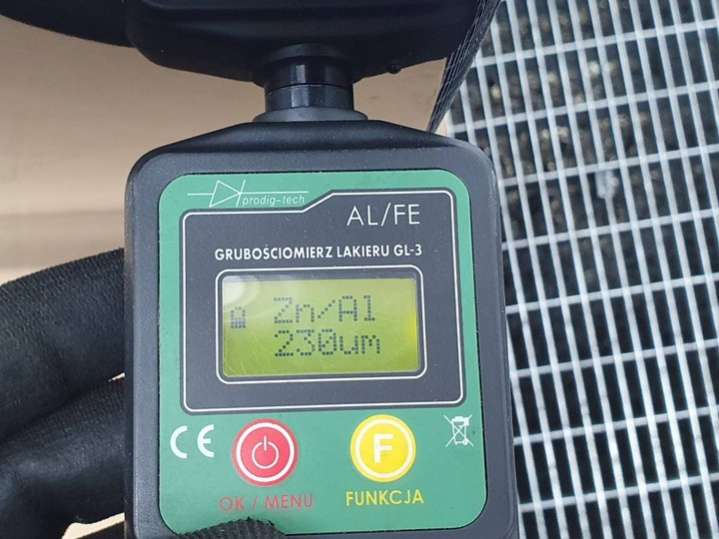 prodig-tech
AL/FE
GRUBOŚCIOMIERZ LAKIERU GL-3
Zn/Al
230um
CE
F
OK / MENU
FUNKCJA